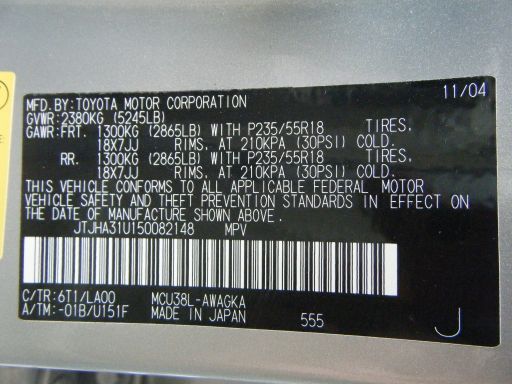 MFD. BY: TOYOTA MOTOR CORPORATION 11/04
GVWR: 2380KG (5245LB)
GAWR: FRT. 1300KG (2865LB) WITH P235/55R18 TIRES,
18X7JJ RIMS, AT 210KPA (30PSI) COLD.
RR. 1300KG (2865LB) WITH P235/55R18 TIRES,
18X7JJ RIMS, AT 210KPA (30PSI) COLD.
THIS VEHICLE CONFORMS TO ALL APPLICABLE FEDERAL MOTOR
VEHICLE SAFETY AND THEFT PREVENTION STANDARDS IN EFFECT ON
THE DATE OF MANUFACTURE SHOWN ABOVE.
JTJHA31U150082148 MPV
C/TR: 6T1/LA00 MCU38L-AWAGKA
A/TM: -01B/U151F MADE IN JAPAN 555 J